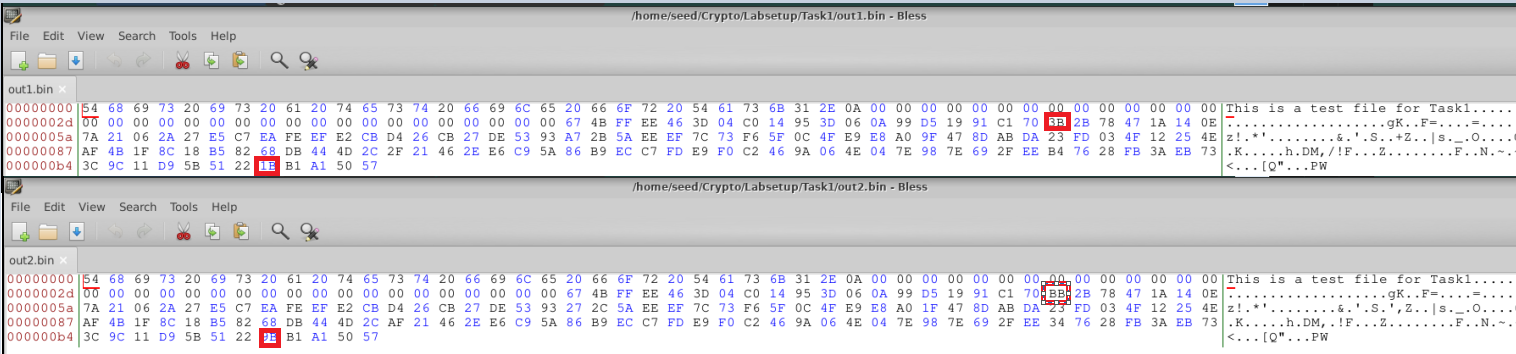 /home/seed/Crypto/Labsetup/Task1/out1.bin - Bless
File Edit View Search Tools Help
out1.bin ×
00000000 54 68 69 73 20 69 73 20 61 20 74 65 73 74 20 66 69 6C 65 20 66 6F 72 20 54 61 73 6B 31 2E 0A 00 00 00 00 00 00 00 00 00 00 00 00 00 00 This is a test file for Task1.....
0000002d 00 00 00 00 00 00 00 00 00 00 00 00 00 00 00 00 00 00 00 67 4B FF EE 46 3D 04 C0 14 95 3D 06 0A 99 D5 19 91 C1 70 3B 2B 78 47 1A 14 0E ...................gK..F=....=....
0000005a 7A 21 06 2A 27 E5 C7 EA FE EF E2 CB D4 26 CB 27 DE 53 93 A7 2B 5A EE EF 7C 73 F6 5F 0C 4F E9 E8 A0 9F 47 8D AB DA 23 FD 03 4F 12 25 4E z!.*'........&.'.S..+Z..|s._.O....
00000087 AF 4B 1F 8C 18 B5 82 68 DB 44 4D 2C 2F 21 46 2E E6 C9 5A 86 B9 EC C7 FD E9 F0 C2 46 9A 06 4E 04 7E 98 7E 69 2F EE B4 76 28 FB 3A EB 73 .K.....h.DM,/!F...Z........F..N.~.
000000b4 3C 9C 11 D9 5B 51 22 1B B1 A1 50 57 <...[Q"...PW
/home/seed/Crypto/Labsetup/Task1/out2.bin - Bless
File Edit View Search Tools Help
out2.bin ×
00000000 54 68 69 73 20 69 73 20 61 20 74 65 73 74 20 66 69 6C 65 20 66 6F 72 20 54 61 73 6B 31 2E 0A 00 00 00 00 00 00 00 00 00 00 00 00 00 00 This is a test file for Task1.....
0000002d 00 00 00 00 00 00 00 00 00 00 00 00 00 00 00 00 00 00 00 67 4B FF EE 46 3D 04 C0 14 95 3D 06 0A 99 D5 19 91 C1 70 BB 2B 78 47 1A 14 0E ...................gK..F=....=....
0000005a 7A 21 06 2A 27 E5 C7 EA FE EF E2 CB D4 26 CB 27 DE 53 93 27 2C 5A EE EF 7C 73 F6 5F 0C 4F E9 E8 A0 1F 47 8D AB DA 23 FD 03 4F 12 25 4E z!.*'........&.'.S.',Z..|s._.O....
00000087 AF 4B 1F 8C 18 B5 82 68 DB 44 4D 2C AF 21 46 2E E6 C9 5A 86 B9 EC C7 FD E9 F0 C2 46 9A 06 4E 04 7E 98 7E 69 2F EE 34 76 28 FB 3A EB 73 .K.....h.DM,.!F...Z........F..N.~.
000000b4 3C 9C 11 D9 5B 51 22 9B B1 A1 50 57 <...[Q"...PW